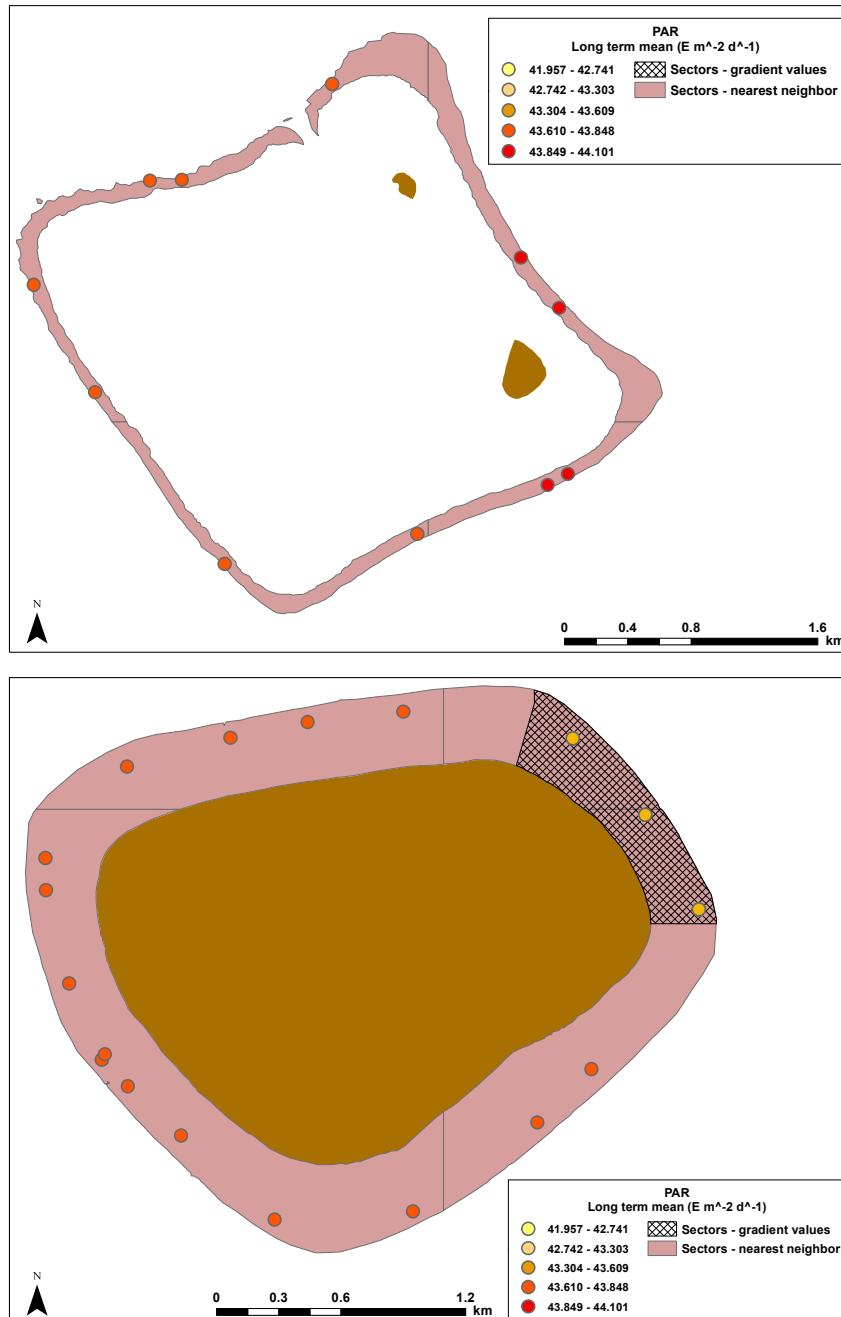 PAR
Long term mean (E m^-2 d^-1)
41.957 - 42.741
Sectors - gradient values
42.742 - 43.303
Sectors - nearest neighbor
43.304 - 43.609
43.610 - 43.848
43.849 - 44.101
N
0 0.4 0.8 1.6
km
PAR
Long term mean (E m^-2 d^-1)
41.957 - 42.741
Sectors - gradient values
42.742 - 43.303
Sectors - nearest neighbor
43.304 - 43.609
43.610 - 43.848
43.849 - 44.101
N
0 0.3 0.6 1.2
km